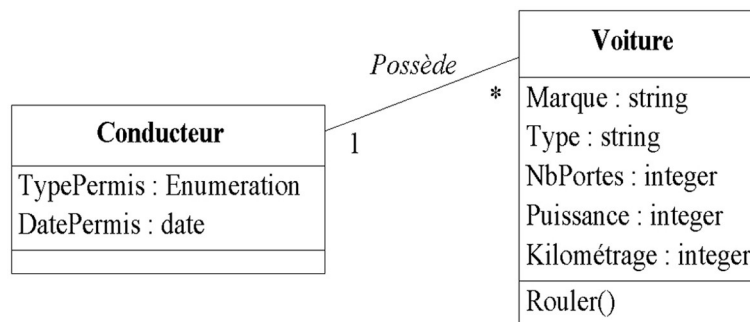 Possède
1
*
Conducteur
TypePermis : Enumeration
DatePermis : date
Voiture
Marque : string
Type : string
NbPortes : integer
Puissance : integer
Kilométrage : integer
Rouler()